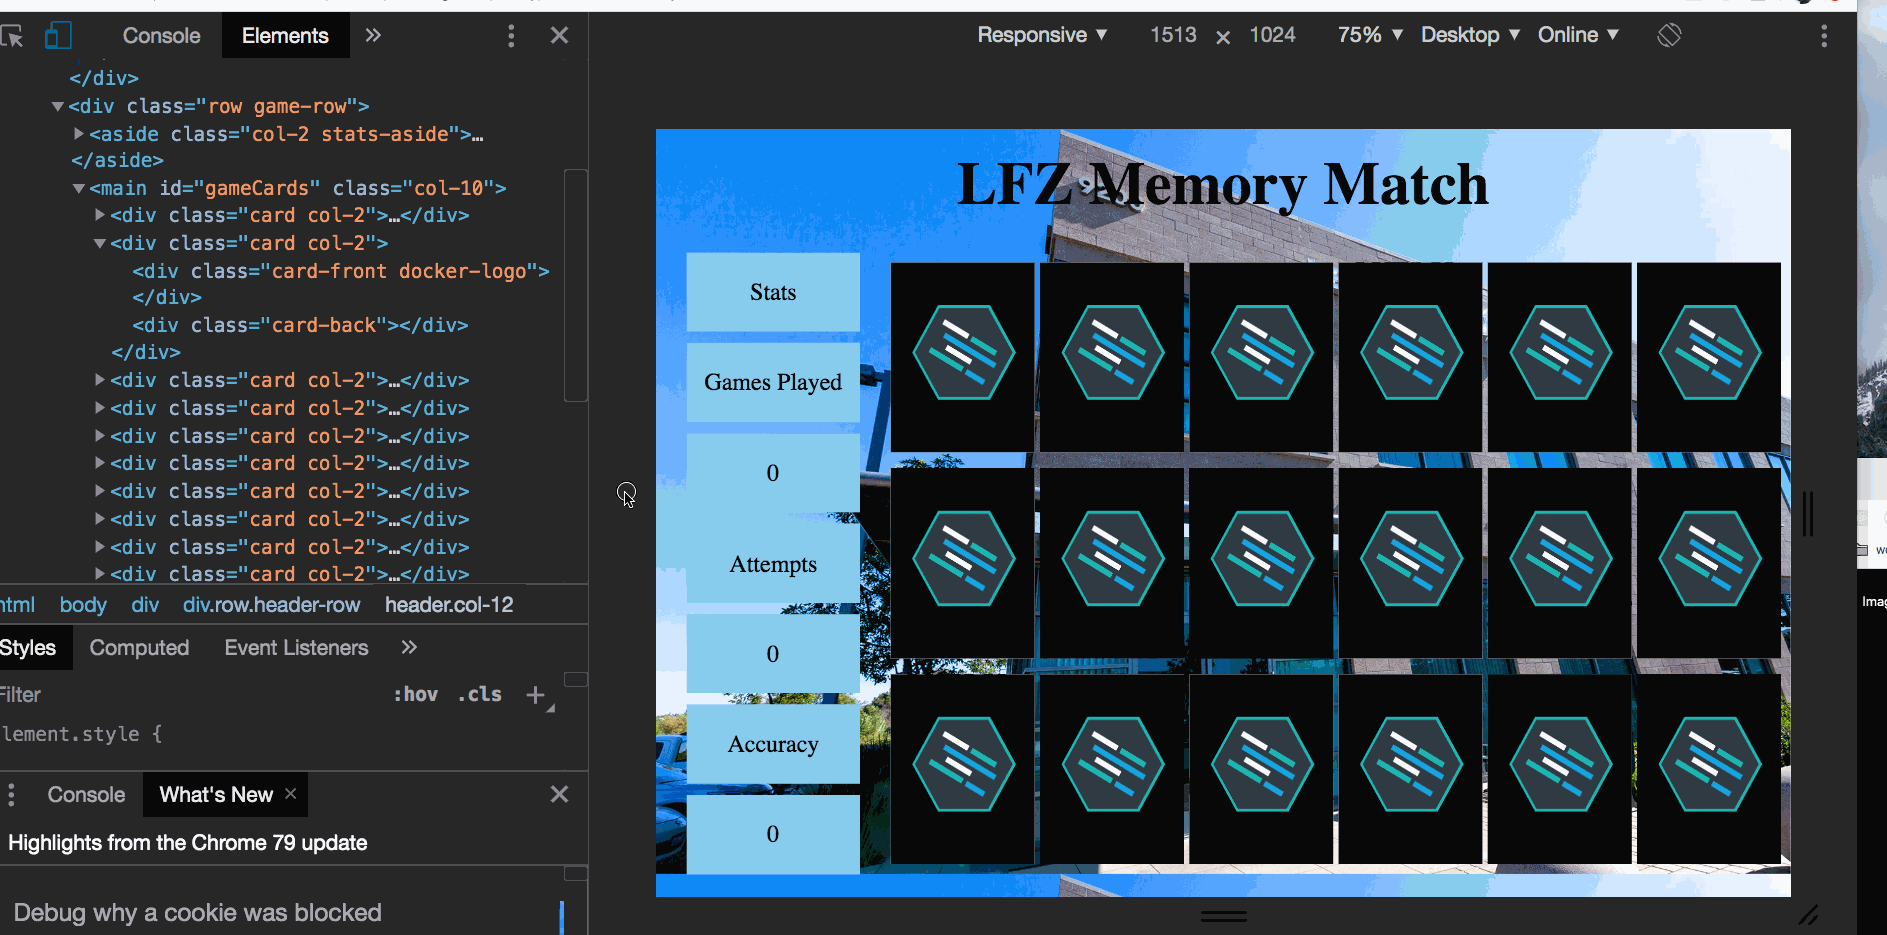 Console Elements »
</div>
▼<div class="row game-row">
▶<aside class="col-2 stats-aside">…
</aside>
▼<main id="gameCards" class="col-10">
▶<div class="card col-2">…</div>
▼<div class="card col-2">
<div class="card-front docker-logo">
</div>
<div class="card-back"></div>
</div>
▶<div class="card col-2">…</div>
▶<div class="card col-2">…</div>
▶<div class="card col-2">…</div>
▶<div class="card col-2">…</div>
▶<div class="card col-2">…</div>
▶<div class="card col-2">…</div>
▶<div class="card col-2">…</div>
▶<div class="card col-2">…</div>
html body div div.row.header-row header.col-12
Styles Computed Event Listeners »
Filter :hov .cls +
lement.style {
Console What's New ×
Highlights from the Chrome 79 update
Debug why a cookie was blocked
Responsive ▼ 1513 × 1024 75% ▼ Desktop ▼ Online ▼
LFZ Memory Match
Stats
Games Played
0
Attempts
0
Accuracy
0
Imag